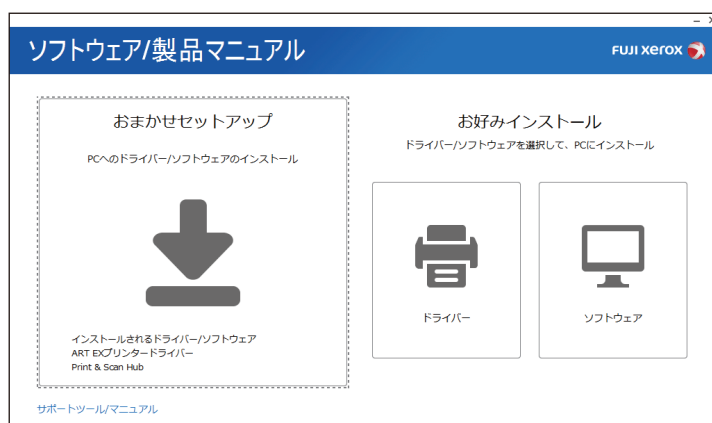 ソフトウェア/製品マニュアル
FUJI xerox
おまかせセットアップ
PCへのドライバー/ソフトウェアのインストール
インストールされるドライバー/ソフトウェア
ART EXプリンタードライバー
Print & Scan Hub
お好みインストール
ドライバー/ソフトウェアを選択して、PCにインストール
ドライバー
ソフトウェア
サポートツール/マニュアル